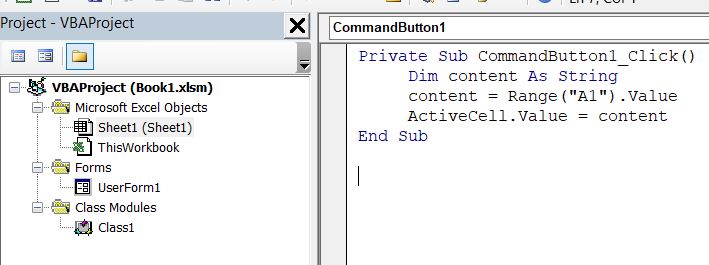 Project - VBAProject
VBAProject (Book1.xlsm)
Microsoft Excel Objects
Sheet1 (Sheet1)
ThisWorkbook
Forms
UserForm1
Class Modules
Class1
CommandButton1
Private Sub CommandButton1_Click()
Dim content As String
content = Range("A1").Value
ActiveCell.Value = content
End Sub